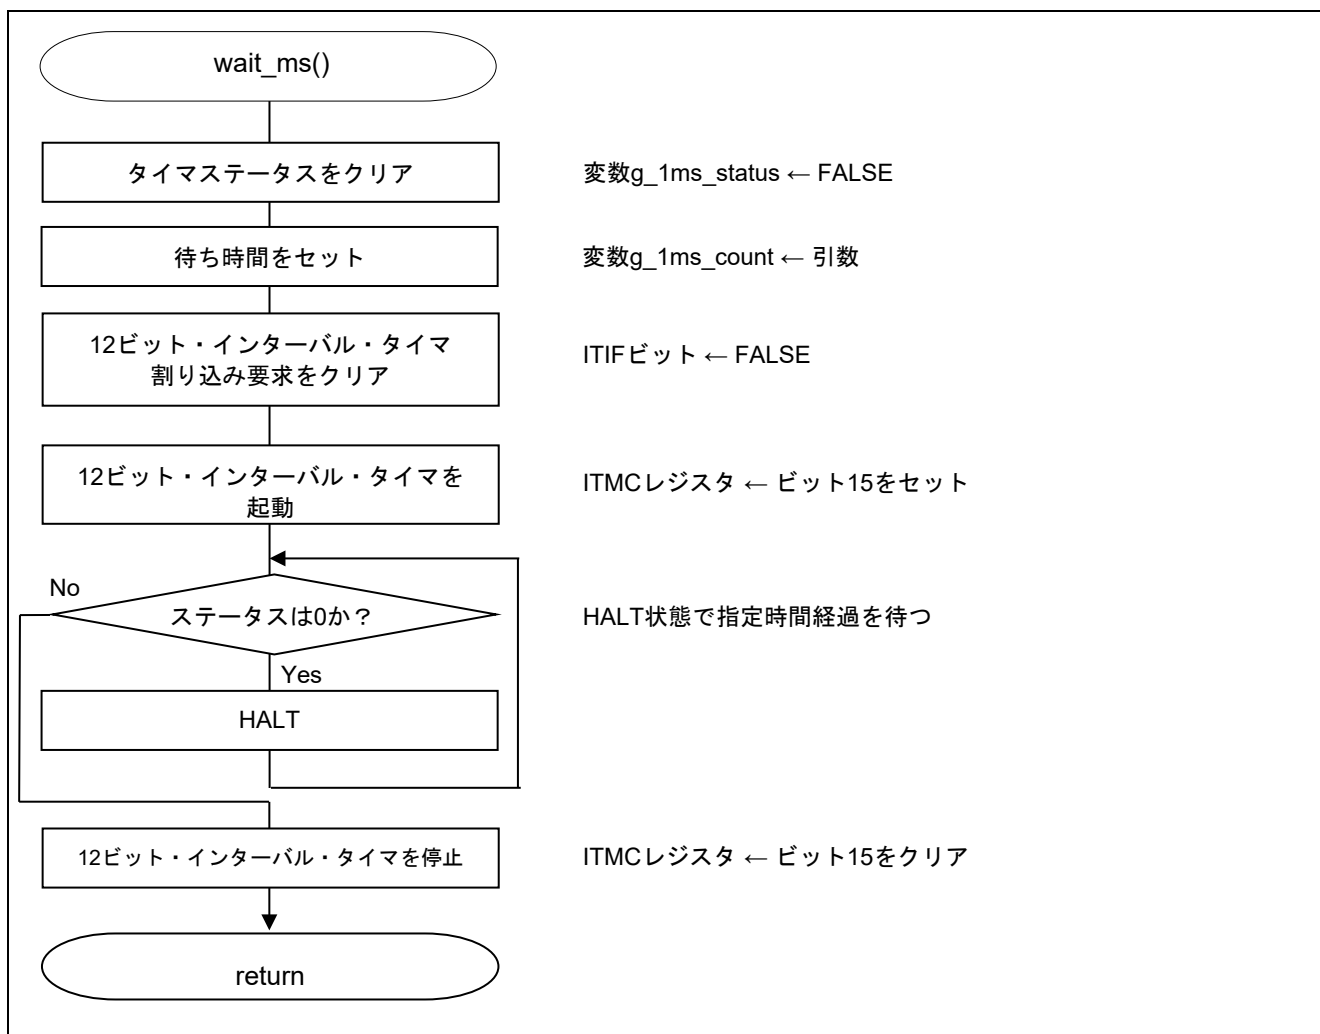 wait_ms()
タイマステータスをクリア
変数g_1ms_status ← FALSE
待ち時間をセット
変数g_1ms_count ← 引数
12ビット・インターバル・タイマ
割り込み要求をクリア
ITIFビット ← FALSE
12ビット・インターバル・タイマを
起動
ITMCレジスタ ← ビット15をセット
No
ステータスは0か？
HALT状態で指定時間経過を待つ
Yes
HALT
12ビット・インターバル・タイマを停止
ITMCレジスタ ← ビット15をクリア
return